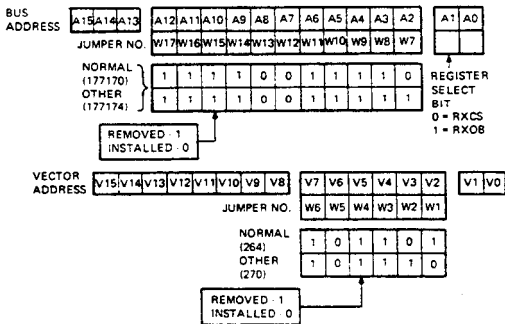 BUS ADDRESS A15 A14 A13 A12 A11 A10 A9 A8 A7 A6 A5 A4 A3 A2 A1 A0
JUMPER NO. W17 W16 W15 W14 W13 W12 W11 W10 W9 W8 W7
NORMAL (177170) 1 1 1 1 0 0 1 1 1 1 0
OTHER (177174) 1 1 1 1 0 0 1 1 1 1 1
REGISTER
SELECT
BIT
0 = RXCS
1 = RXOB
REMOVED - 1
INSTALLED - 0
VECTOR ADDRESS V15 V14 V13 V12 V11 V10 V9 V8 V7 V6 V5 V4 V3 V2 V1 V0
JUMPER NO. W6 W5 W4 W3 W2 W1
NORMAL (264) 1 0 1 1 0 1
OTHER (270) 1 0 1 1 1 0
REMOVED - 1
INSTALLED - 0